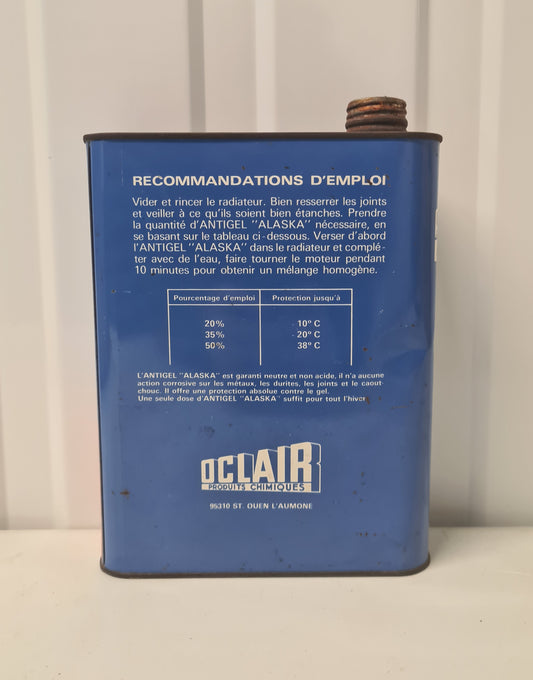 RECOMMANDATIONS D'EMPLOI
Vider et rincer le radiateur. Bien resserrer les joints
et veiller à ce qu'ils soient bien étanches. Prendre
la quantité d'ANTIGEL "ALASKA" nécessaire, en
se basant sur le tableau ci-dessous. Verser d'abord
l'ANTIGEL "ALASKA" dans le radiateur et complé-
ter avec de l'eau, faire tourner le moteur pendant
10 minutes pour obtenir un mélange homogène.
Pourcentage d'emploi Protection jusqu'à
20% - 10° C
35% - 20° C
50% 38° C
L'ANTIGEL "ALASKA" est garanti neutre et non acide, il n'a aucune
action corrosive sur les métaux, les durites, les joints et le caout-
chouc. Il offre une protection absolue contre le gel.
Une seule dose d'ANTIGEL "ALASKA" suffit pour tout l'hiver
OCLAIR
PRODUITS CHIMIQUES
95310 ST. OUEN L'AUMONE